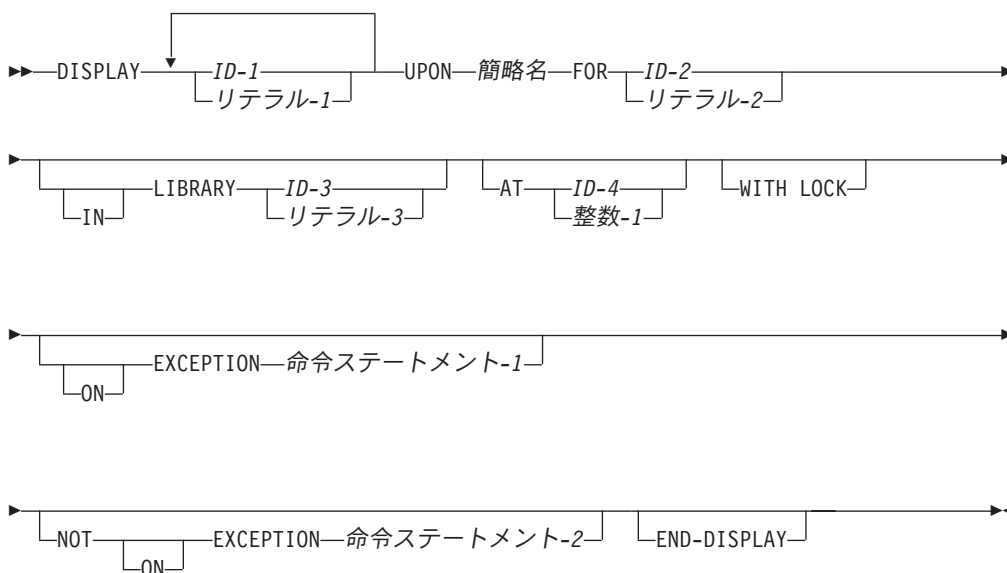 DISPLAY ID-1 UPON 簡略名 FOR ID-2
リテラル-1 リテラル-2
LIBRARY ID-3 AT ID-4 WITH LOCK
IN リテラル-3 整数-1
EXCEPTION 命令ステートメント-1
ON
NOT EXCEPTION 命令ステートメント-2 END-DISPLAY
ON